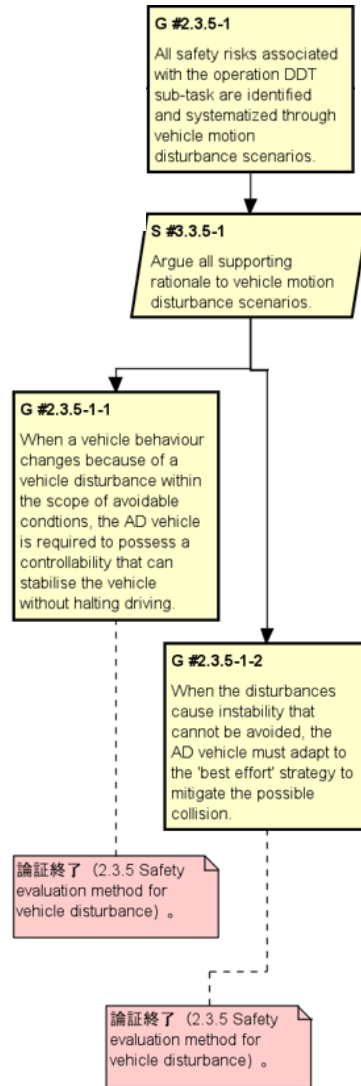 G #2.3.5-1
All safety risks associated
with the operation DDT
sub-task are identified
and systematized through
vehicle motion
disturbance scenarios.
S #3.3.5-1
Argue all supporting
rationale to vehicle motion
disturbance scenarios.
G #2.3.5-1-1
When a vehicle behaviour
changes because of a
vehicle disturbance within
the scope of avoidable
condtions, the AD vehicle
is required to possess a
controllability that can
stabilise the vehicle
without halting driving.
G #2.3.5-1-2
When the disturbances
cause instability that
cannot be avoided, the
AD vehicle must adapt to
the 'best effort' strategy to
mitigate the possible
collision.
論証終了（2.3.5 Safety
evaluation method for
vehicle disturbance）。
論証終了（2.3.5 Safety
evaluation method for
vehicle disturbance）。